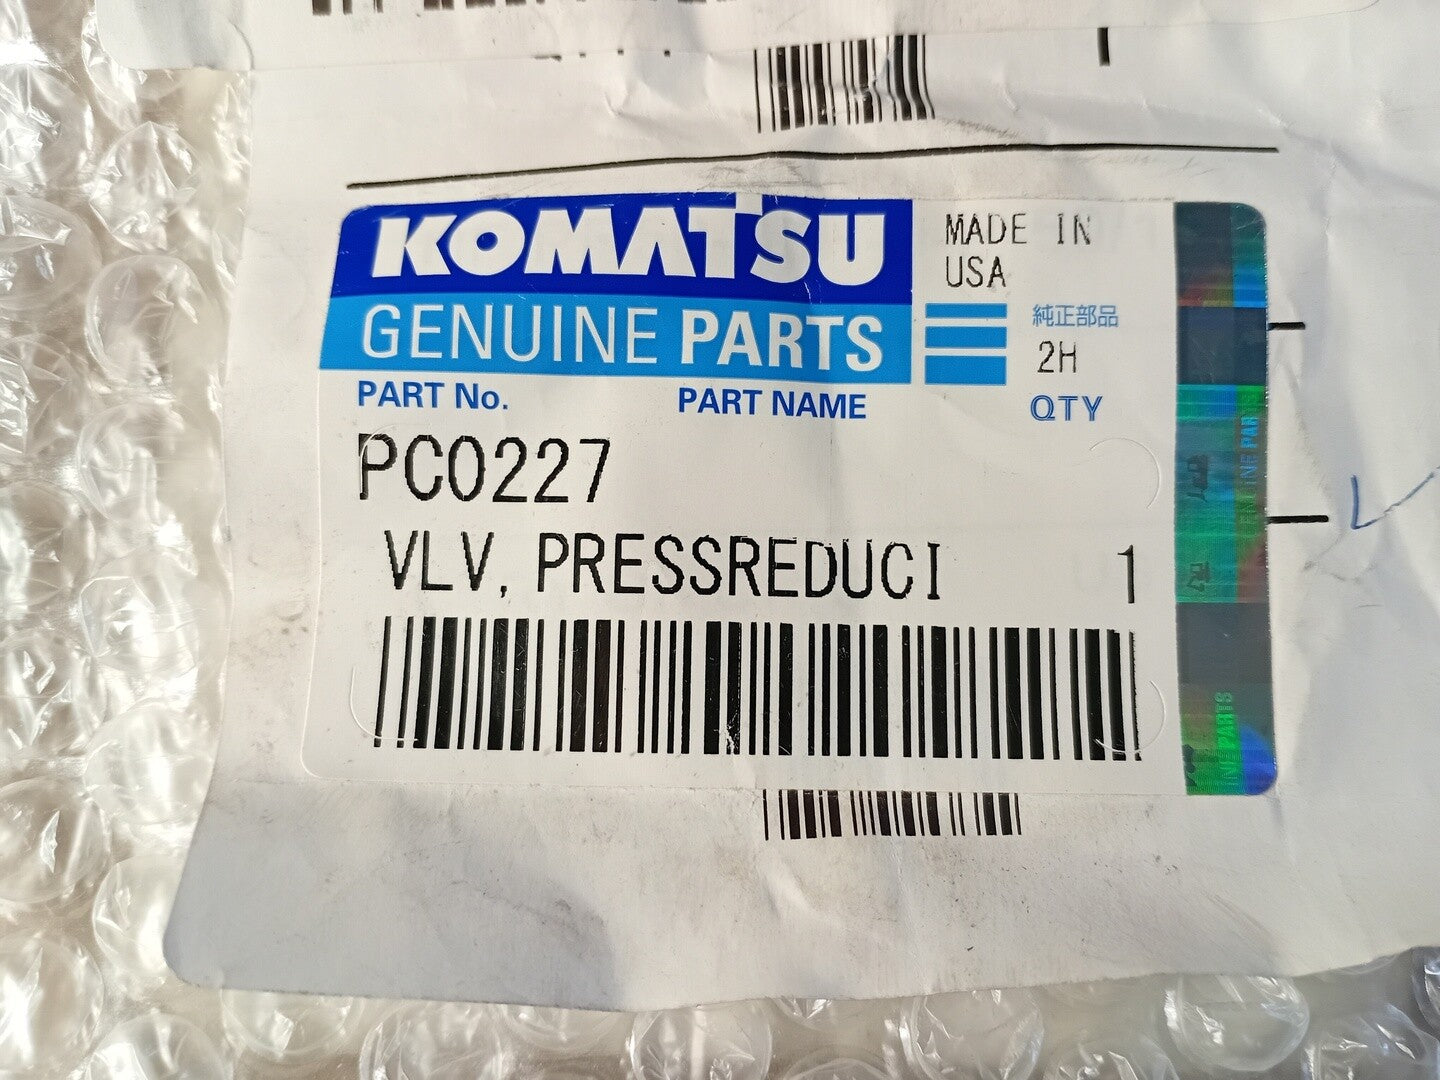 KOMATSU
MADE IN
USA
GENUINE PARTS
純正部品
2H
PART No.
PART NAME
QTY
PC0227
VLV, PRESSREDUCI
1